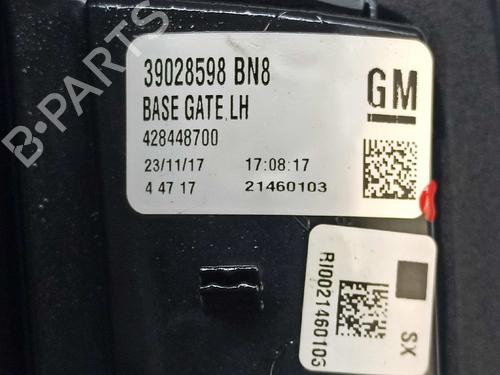 B-PARTS
39028598 BN8
BASE GATE,LH
428448700
23/11/17 17:08:17
4 47 17 21460103
GM
RI0021460103
SX